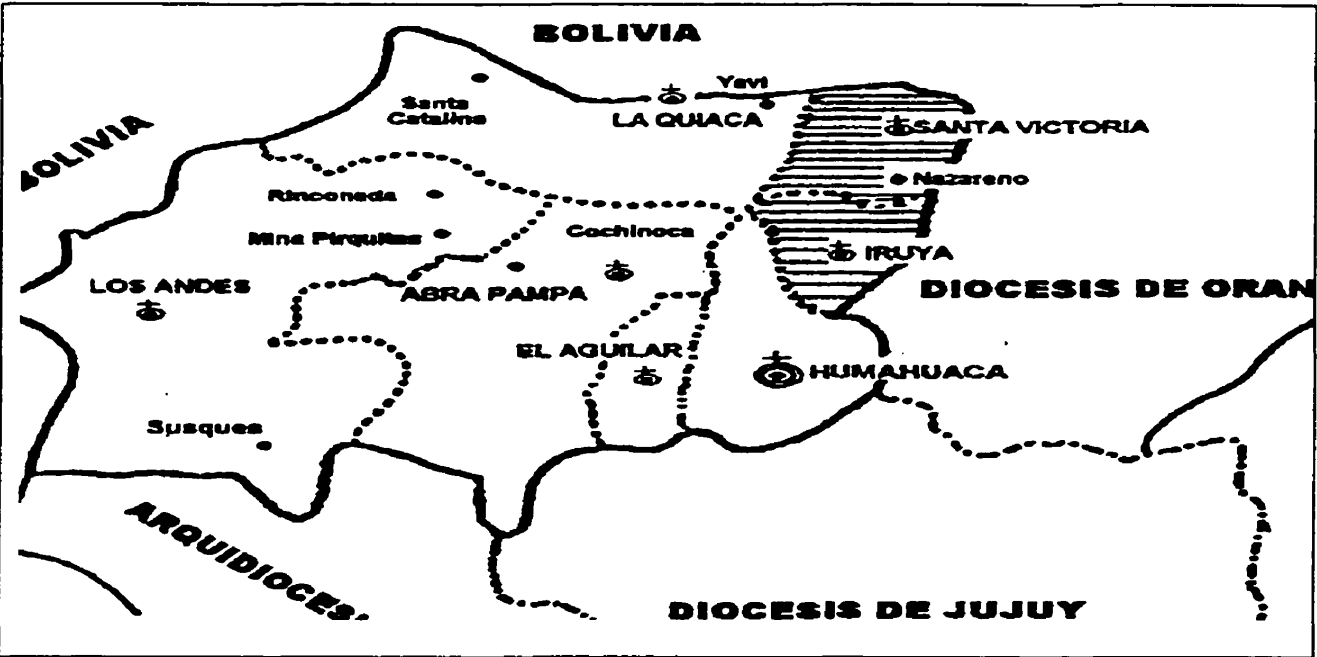 BOLIVIA
Yavi
Santa
Catalina
LA QUIACA
SANTA VICTORIA
BOLIVIA
Nazareno
Rinconada
Cochinoca
Mina Pirquitas
IRUYA
LOS ANDES
ABRA PAMPA
DIOCESIS DE ORAN
EL AGUILAR
HUMAHUACA
Susques
ARQUIDIOCES
DIOCESIS DE JUJUY